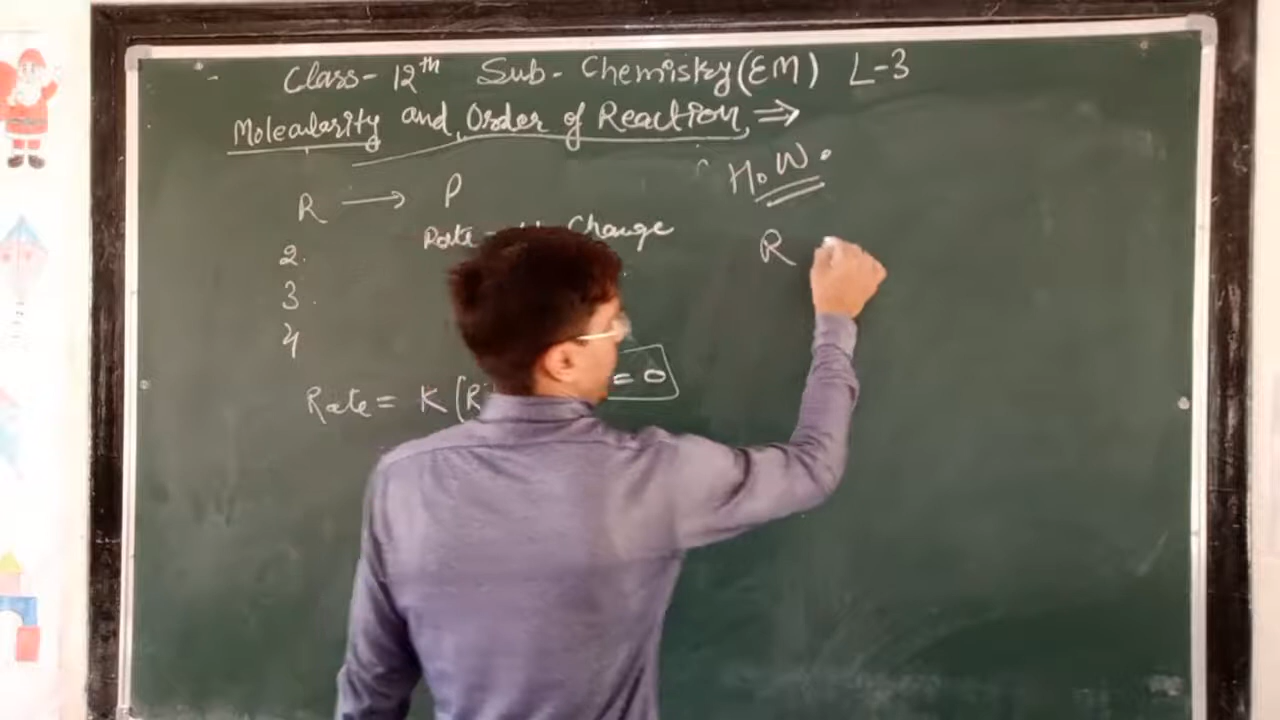 Class- 12th Sub- Chemistry(EM) L-3
Molecularity and Order of Reaction ⇒
R → P
Rate Change
2.
3.
4
Rate = K (R = 0
H.W.
R